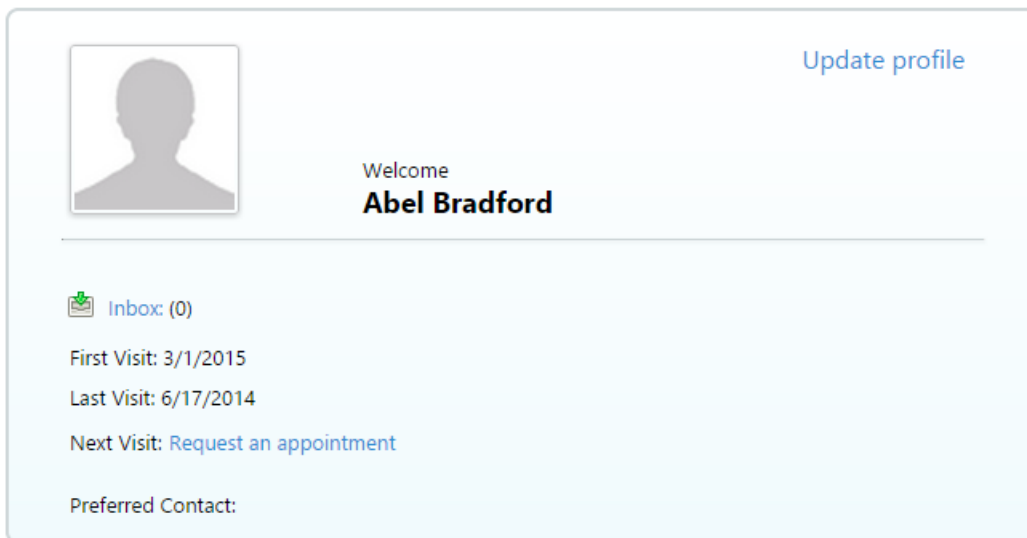 Update profile
Welcome
Abel Bradford
Inbox: (0)
First Visit: 3/1/2015
Last Visit: 6/17/2014
Next Visit: Request an appointment
Preferred Contact: